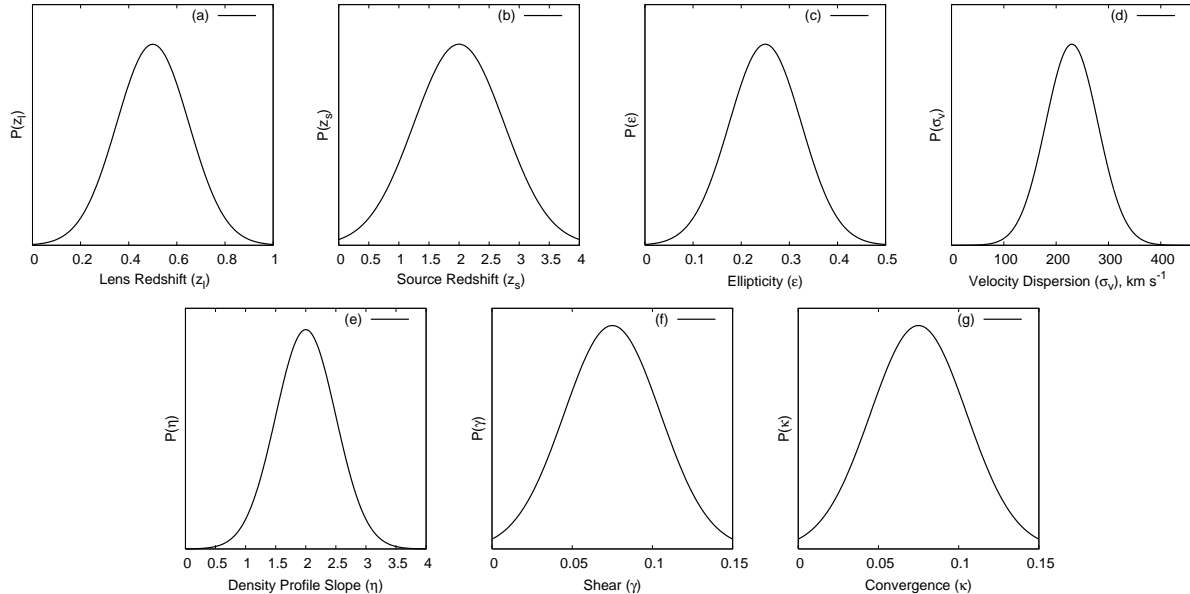 (a)
P(z_l)
0 0.2 0.4 0.6 0.8 1
Lens Redshift (z_l)
(b)
P(z_s)
0 0.5 1 1.5 2 2.5 3 3.5 4
Source Redshift (z_s)
(c)
P(ε)
0 0.1 0.2 0.3 0.4 0.5
Ellipticity (ε)
(d)
P(σ_v)
0 100 200 300 400
Velocity Dispersion (σ_v), km s^-1
(e)
P(η)
0 0.5 1 1.5 2 2.5 3 3.5 4
Density Profile Slope (η)
(f)
P(γ)
0 0.05 0.1 0.15
Shear (γ)
(g)
P(κ)
0 0.05 0.1 0.15
Convergence (κ)